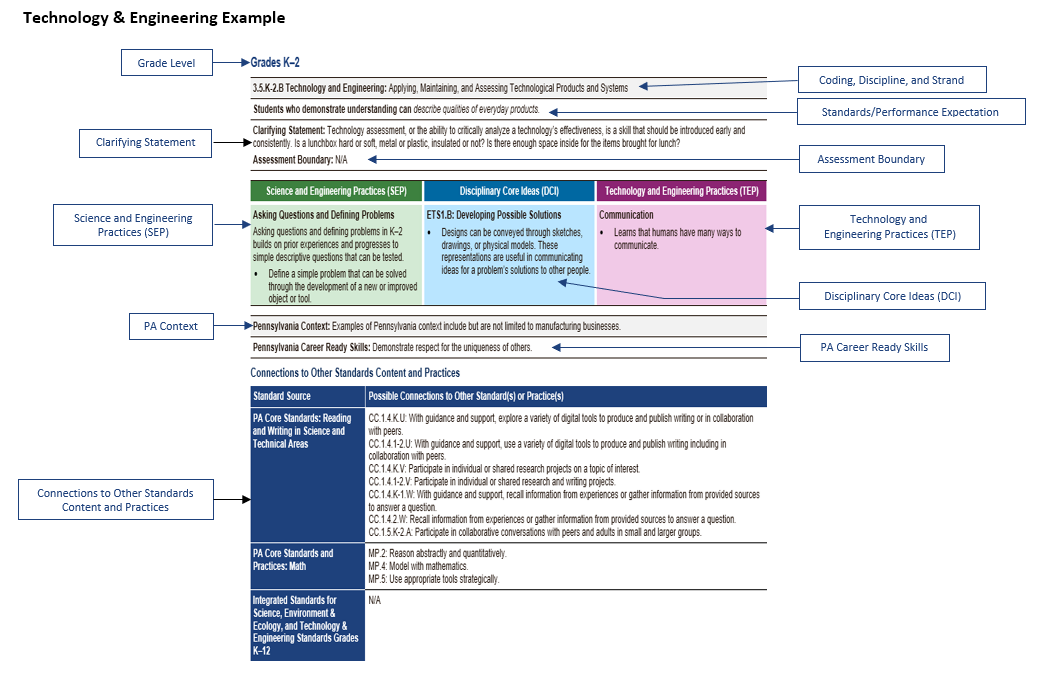 Technology & Engineering Example
Grade Level
Grades K–2
3.5.K-2.B Technology and Engineering: Applying, Maintaining, and Assessing Technological Products and Systems
Coding, Discipline, and Strand
Students who demonstrate understanding can describe qualities of everyday products.
Standards/Performance Expectation
Clarifying Statement
Clarifying Statement: Technology assessment, or the ability to critically analyze a technology's effectiveness, is a skill that should be introduced early and
consistently. Is a lunchbox hard or soft, metal or plastic, insulated or not? Is there enough space inside for the items brought for lunch?
Assessment Boundary: N/A
Assessment Boundary
Science and Engineering Practices (SEP)
Disciplinary Core Ideas (DCI)
Technology and Engineering Practices (TEP)
Science and Engineering
Practices (SEP)
Asking Questions and Defining Problems
Asking questions and defining problems in K–2
builds on prior experiences and progresses to
simple descriptive questions that can be tested.
• Define a simple problem that can be solved
through the development of a new or improved
object or tool.
ETS1.B: Developing Possible Solutions
• Designs can be conveyed through sketches,
drawings, or physical models. These
representations are useful in communicating
ideas for a problem's solutions to other people.
Communication
• Learns that humans have many ways to
communicate.
Technology and
Engineering Practices (TEP)
Disciplinary Core Ideas (DCI)
PA Context
Pennsylvania Context: Examples of Pennsylvania context include but are not limited to manufacturing businesses.
Pennsylvania Career Ready Skills: Demonstrate respect for the uniqueness of others.
PA Career Ready Skills
Connections to Other Standards Content and Practices
Standard Source
Possible Connections to Other Standard(s) or Practice(s)
PA Core Standards: Reading
and Writing in Science and
Technical Areas
CC.1.4.K.U: With guidance and support, explore a variety of digital tools to produce and publish writing or in collaboration
with peers.
CC.1.4.1-2.U: With guidance and support, use a variety of digital tools to produce and publish writing including in
collaboration with peers.
CC.1.4.K.V: Participate in individual or shared research projects on a topic of interest.
CC.1.4.1-2.V: Participate in individual or shared research and writing projects.
CC.1.4.K-1.W: With guidance and support, recall information from experiences or gather information from provided sources
to answer a question.
CC.1.4.2.W: Recall information from experiences or gather information from provided sources to answer a question.
CC.1.5.K-2.A: Participate in collaborative conversations with peers and adults in small and larger groups.
Connections to Other Standards
Content and Practices
PA Core Standards and
Practices: Math
MP.2: Reason abstractly and quantitatively.
MP.4: Model with mathematics.
MP.5: Use appropriate tools strategically.
Integrated Standards for
Science, Environment &
Ecology, and Technology &
Engineering Standards Grades
K–12
N/A